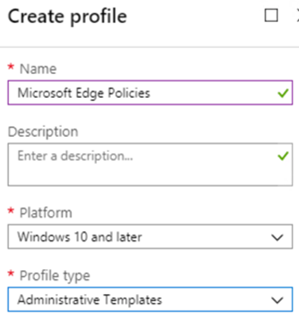 Create profile
* Name
Microsoft Edge Policies
Description
Enter a description...
* Platform
Windows 10 and later
* Profile type
Administrative Templates